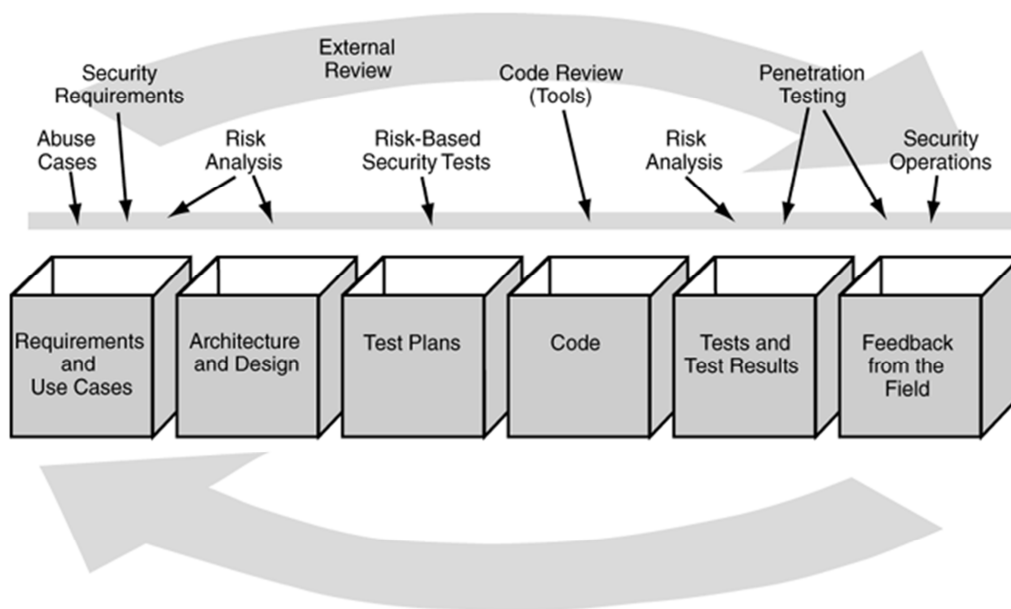 External
Review
Security
Requirements
Code Review
(Tools)
Penetration
Testing
Abuse
Cases
Risk
Analysis
Risk-Based
Security Tests
Risk
Analysis
Security
Operations
Requirements
and
Use Cases
Architecture
and Design
Test Plans
Code
Tests and
Test Results
Feedback
from the
Field